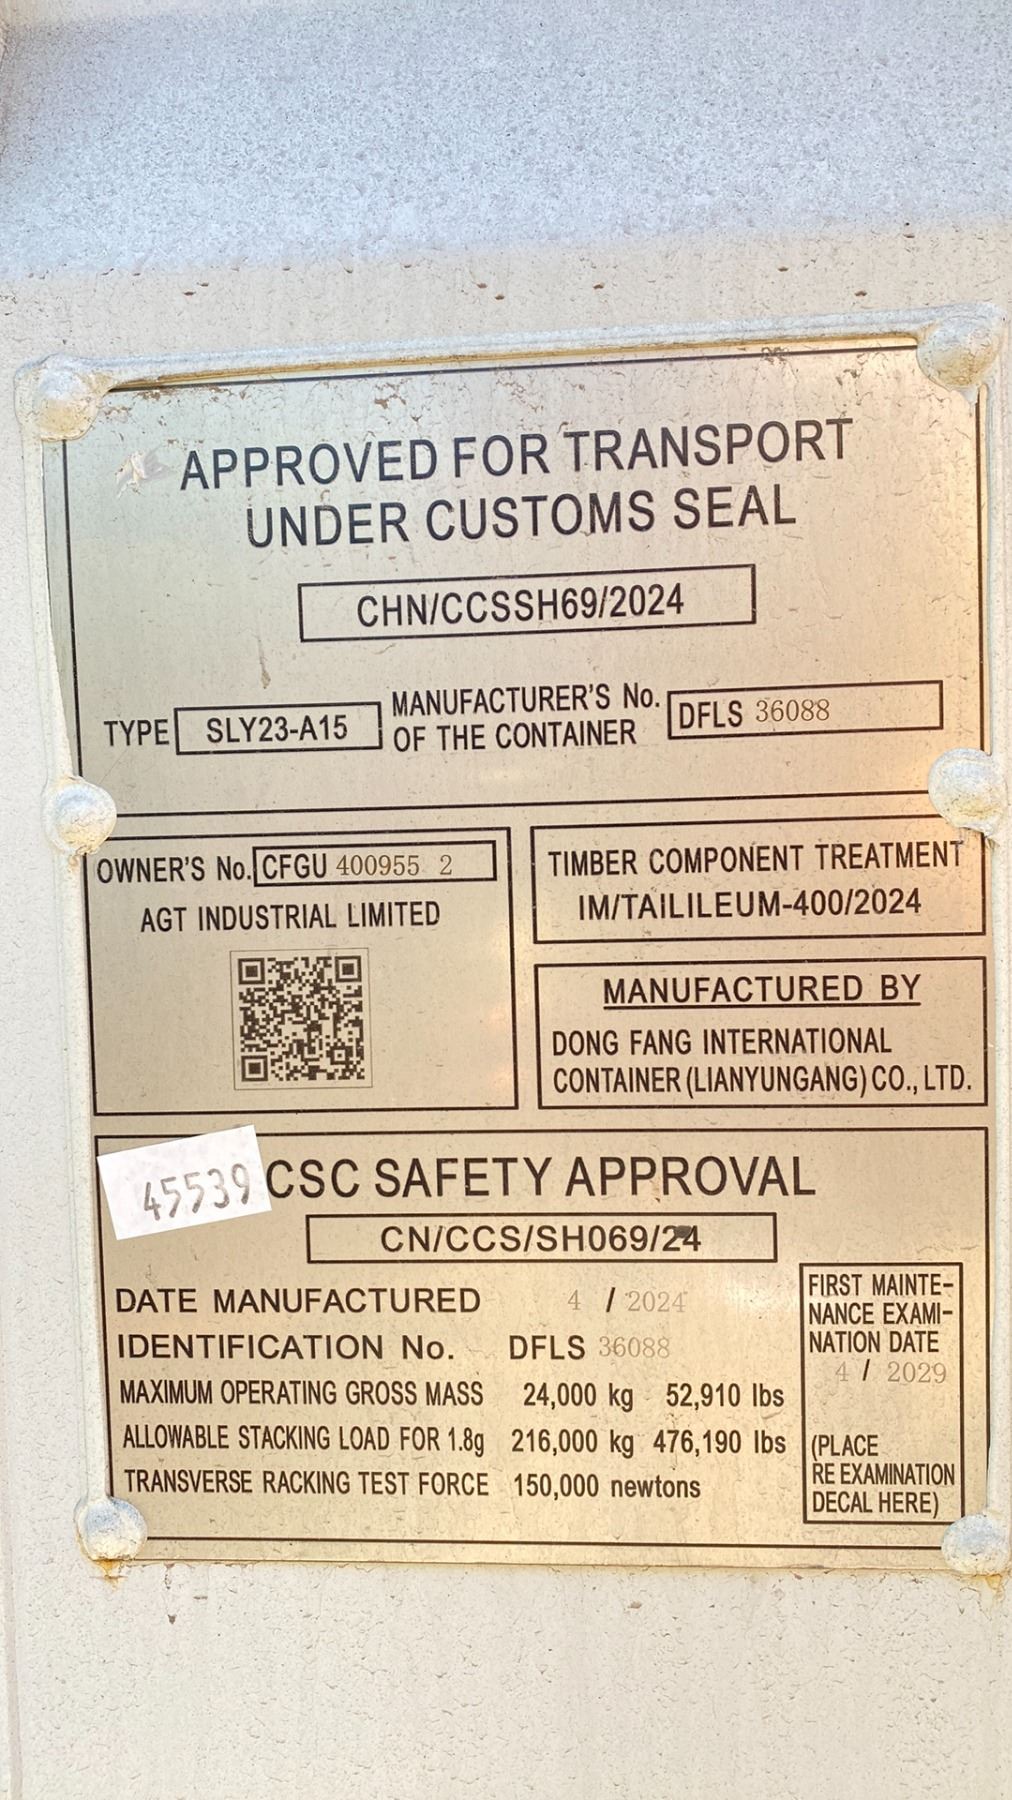 APPROVED FOR TRANSPORT
UNDER CUSTOMS SEAL
CHN/CCSSH69/2024
TYPE SLY23-A15 MANUFACTURER'S No. OF THE CONTAINER DFLS 36088
OWNER'S No. CFGU 400955 2
AGT INDUSTRIAL LIMITED
TIMBER COMPONENT TREATMENT
IM/TAILILEUM-400/2024
MANUFACTURED BY
DONG FANG INTERNATIONAL
CONTAINER (LIANYUNGANG) CO., LTD.
45539
CSC SAFETY APPROVAL
CN/CCS/SH069/24
DATE MANUFACTURED 4 / 2024
IDENTIFICATION No. DFLS 36088
MAXIMUM OPERATING GROSS MASS 24,000 kg 52,910 lbs
ALLOWABLE STACKING LOAD FOR 1.8g 216,000 kg 476,190 lbs
TRANSVERSE RACKING TEST FORCE 150,000 newtons
FIRST MAINTE-
NANCE EXAMI-
NATION DATE
4 / 2029
(PLACE
RE EXAMINATION
DECAL HERE)